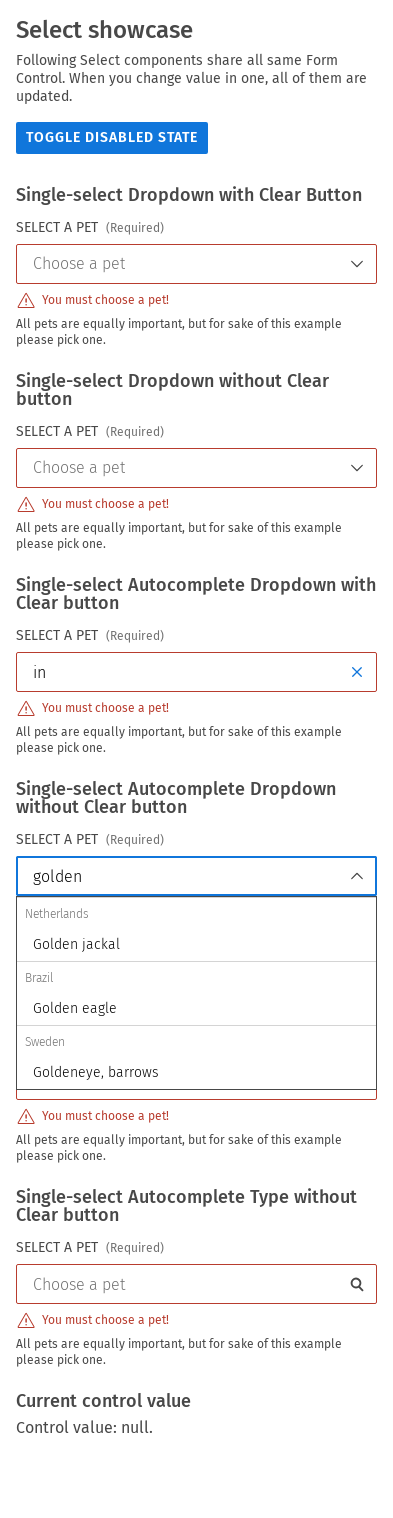 Select showcase
Following Select components share all same Form
Control. When you change value in one, all of them are
updated.
TOGGLE DISABLED STATE
Single-select Dropdown with Clear Button
SELECT A PET (Required)
Choose a pet
You must choose a pet!
All pets are equally important, but for sake of this example
please pick one.
Single-select Dropdown without Clear
button
SELECT A PET (Required)
Choose a pet
You must choose a pet!
All pets are equally important, but for sake of this example
please pick one.
Single-select Autocomplete Dropdown with
Clear button
SELECT A PET (Required)
in
You must choose a pet!
All pets are equally important, but for sake of this example
please pick one.
Single-select Autocomplete Dropdown
without Clear button
SELECT A PET (Required)
golden
Netherlands
Golden jackal
Brazil
Golden eagle
Sweden
Goldeneye, barrows
You must choose a pet!
All pets are equally important, but for sake of this example
please pick one.
Single-select Autocomplete Type without
Clear button
SELECT A PET (Required)
Choose a pet
You must choose a pet!
All pets are equally important, but for sake of this example
please pick one.
Current control value
Control value: null.